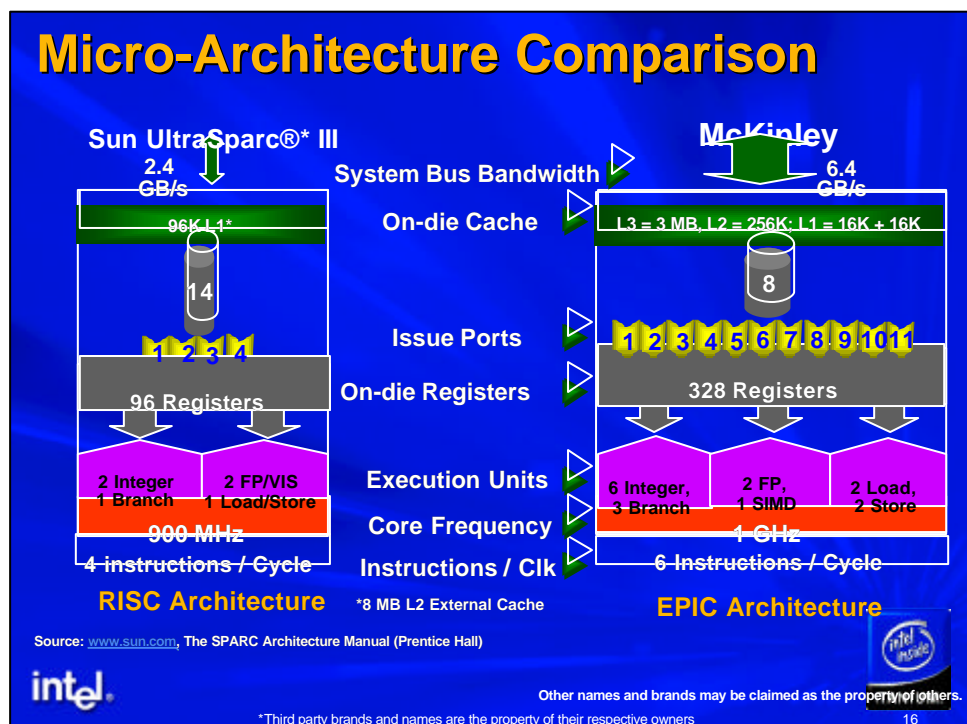 Micro-Architecture Comparison
Sun UltraSparc®* III
2.4
GB/s
96K L1*
14
1 2 3 4
96 Registers
2 Integer
1 Branch
2 FP/VIS
1 Load/Store
900 MHz
4 instructions / Cycle
RISC Architecture
System Bus Bandwidth
On-die Cache
Issue Ports
On-die Registers
Execution Units
Core Frequency
Instructions / Clk
*8 MB L2 External Cache
McKinley
6.4
GB/s
L3 = 3 MB, L2 = 256K; L1 = 16K + 16K
8
1 2 3 4 5 6 7 8 9 10 11
328 Registers
6 Integer,
3 Branch
2 FP,
1 SIMD
2 Load,
2 Store
1 GHz
6 Instructions / Cycle
EPIC Architecture
Source: www.sun.com, The SPARC Architecture Manual (Prentice Hall)
intel®
intel
inside
Other names and brands may be claimed as the property of others.
*Third party brands and names are the property of their respective owners
16